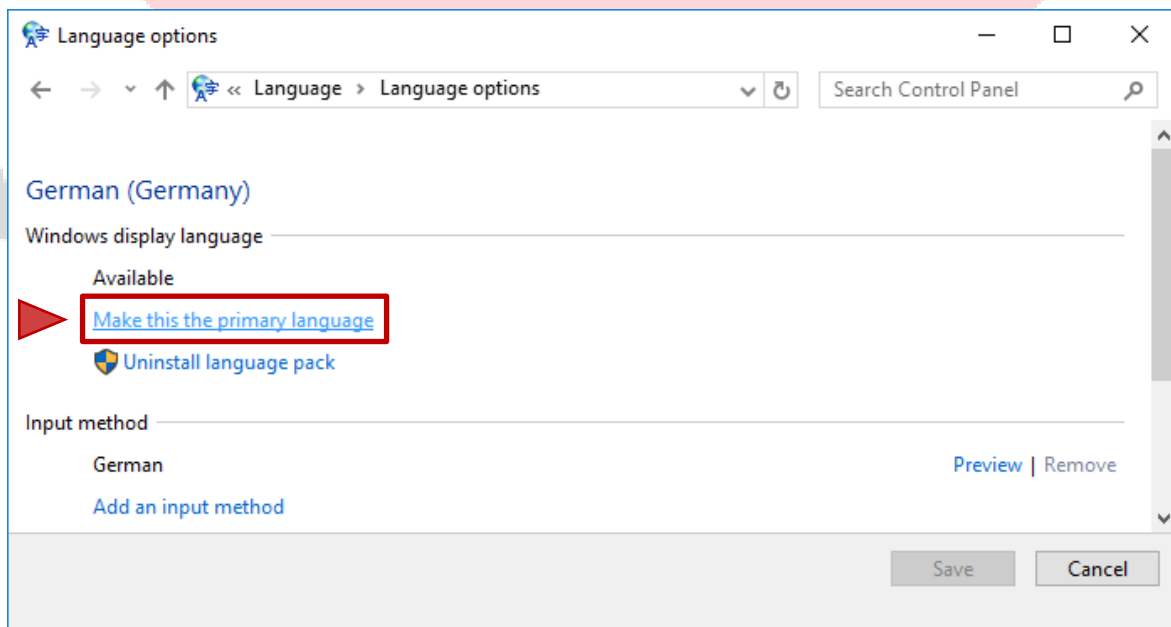 Language options
« Language › Language options
Search Control Panel
German (Germany)
Windows display language
Available
Make this the primary language
Uninstall language pack
Input method
German
Preview | Remove
Add an input method
Save
Cancel